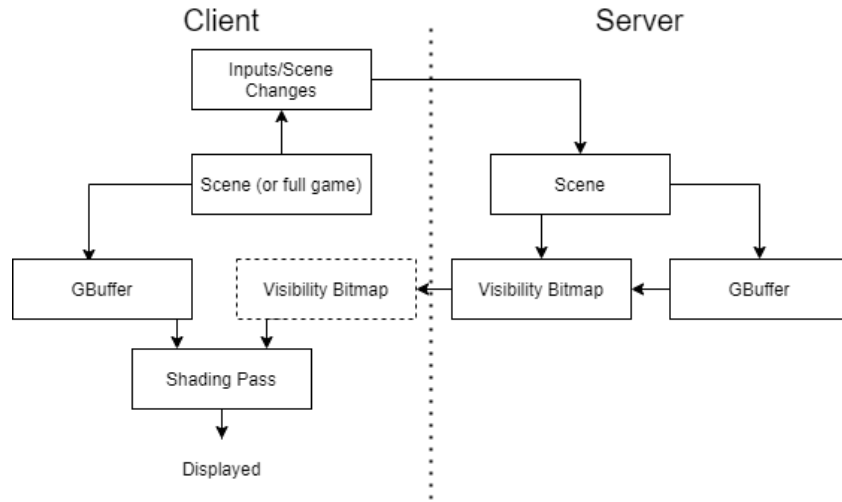 Client
Server
Inputs/Scene
Changes
Scene (or full game)
Scene
GBuffer
Visibility Bitmap
Visibility Bitmap
GBuffer
Shading Pass
Displayed